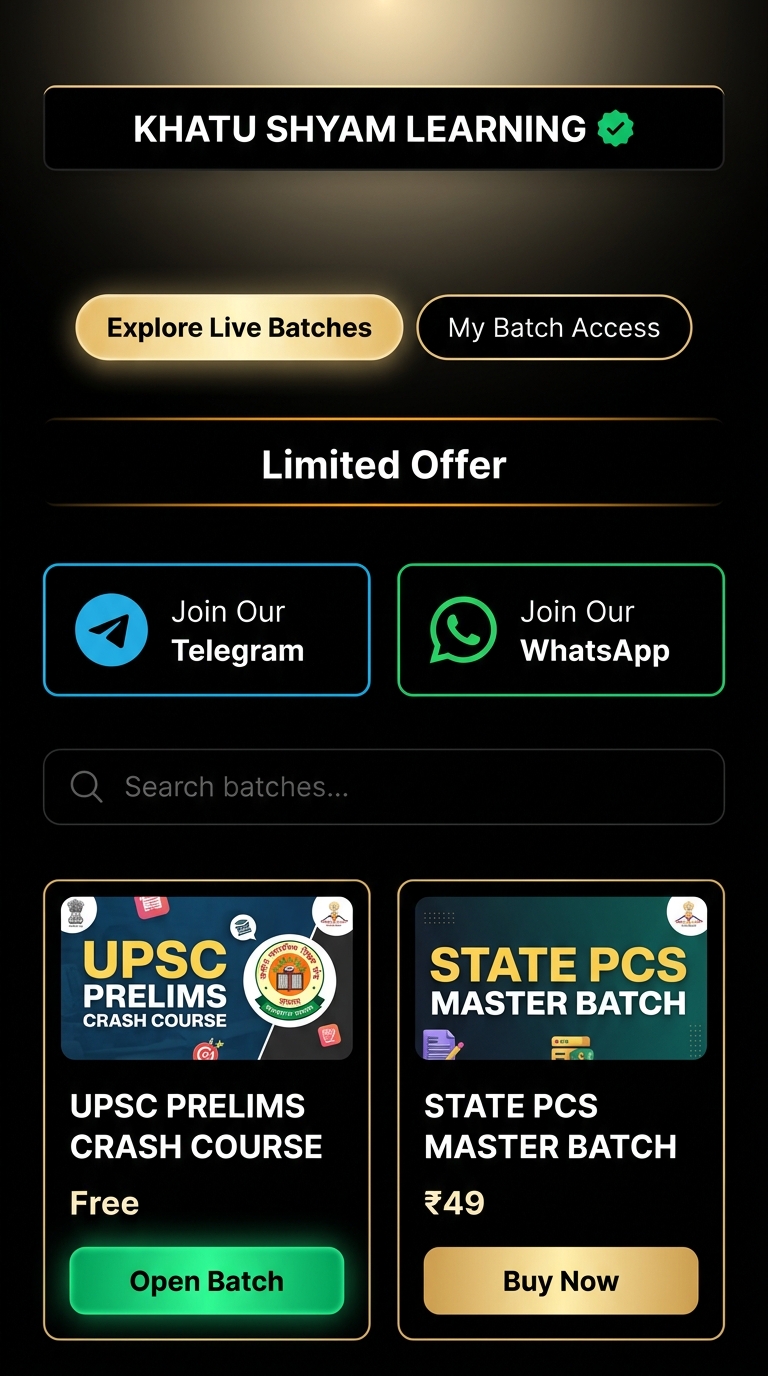 KHATU SHYAM LEARNING
Explore Live Batches
My Batch Access
Limited Offer
Join Our
Telegram
Join Our
WhatsApp
Search batches...
UPSC
PRELIMS
CRASH COURSE
UPSC PRELIMS
CRASH COURSE
Free
Open Batch
STATE PCS
MASTER BATCH
STATE PCS
MASTER BATCH
₹49
Buy Now